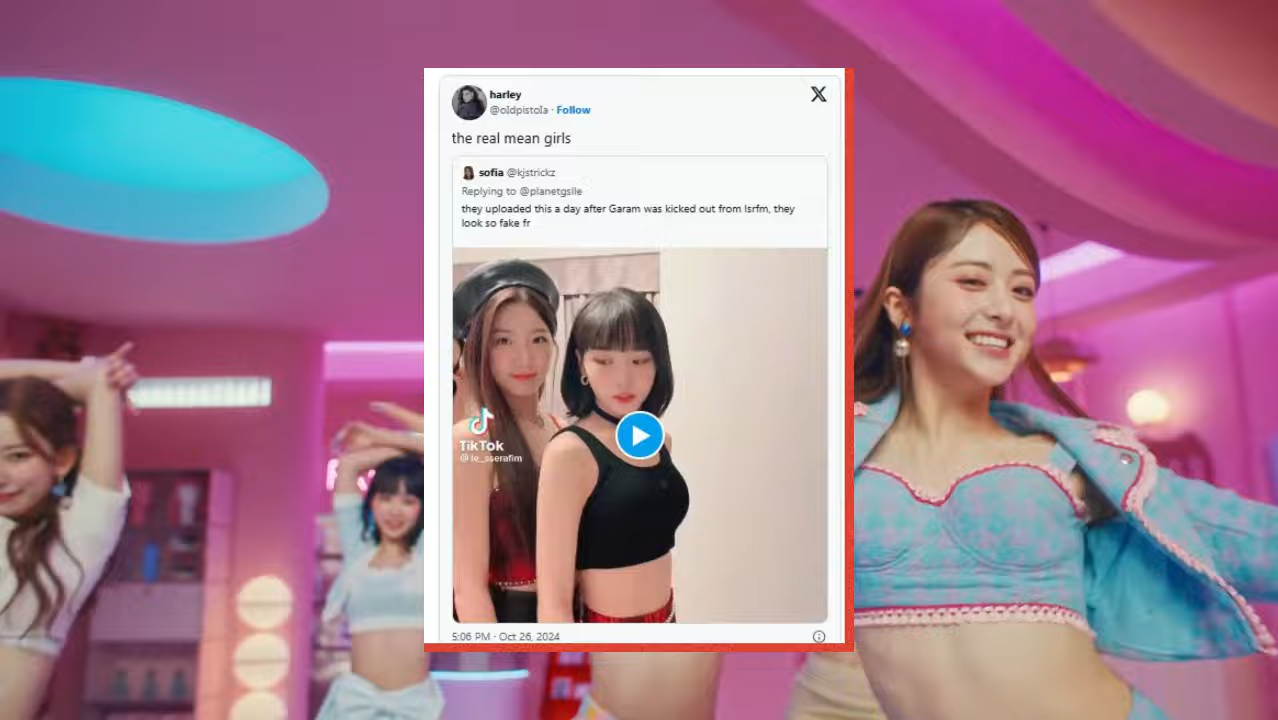 harley
@oldpistola · Follow
the real mean girls
sofia @kjstrickz
Replying to @planetgslle
they uploaded this a day after Garam was kicked out from lsrfm, they
look so fake fr
TikTok
@le_sserafim
5:06 PM · Oct 26, 2024